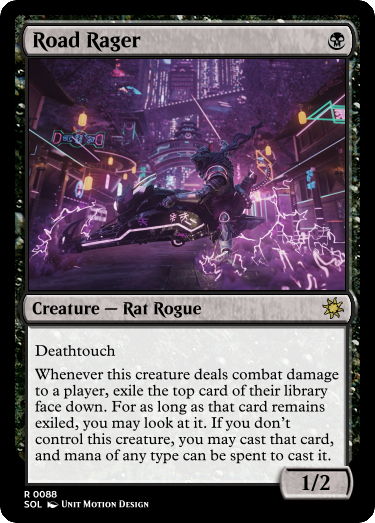 Road Rager
Creature — Rat Rogue
Deathtouch
Whenever this creature deals combat damage
to a player, exile the top card of their library
face down. For as long as that card remains
exiled, you may look at it. If you don't
control this creature, you may cast that card,
and mana of any type can be spent to cast it.
1/2
R 0088
SOL Unit Motion Design